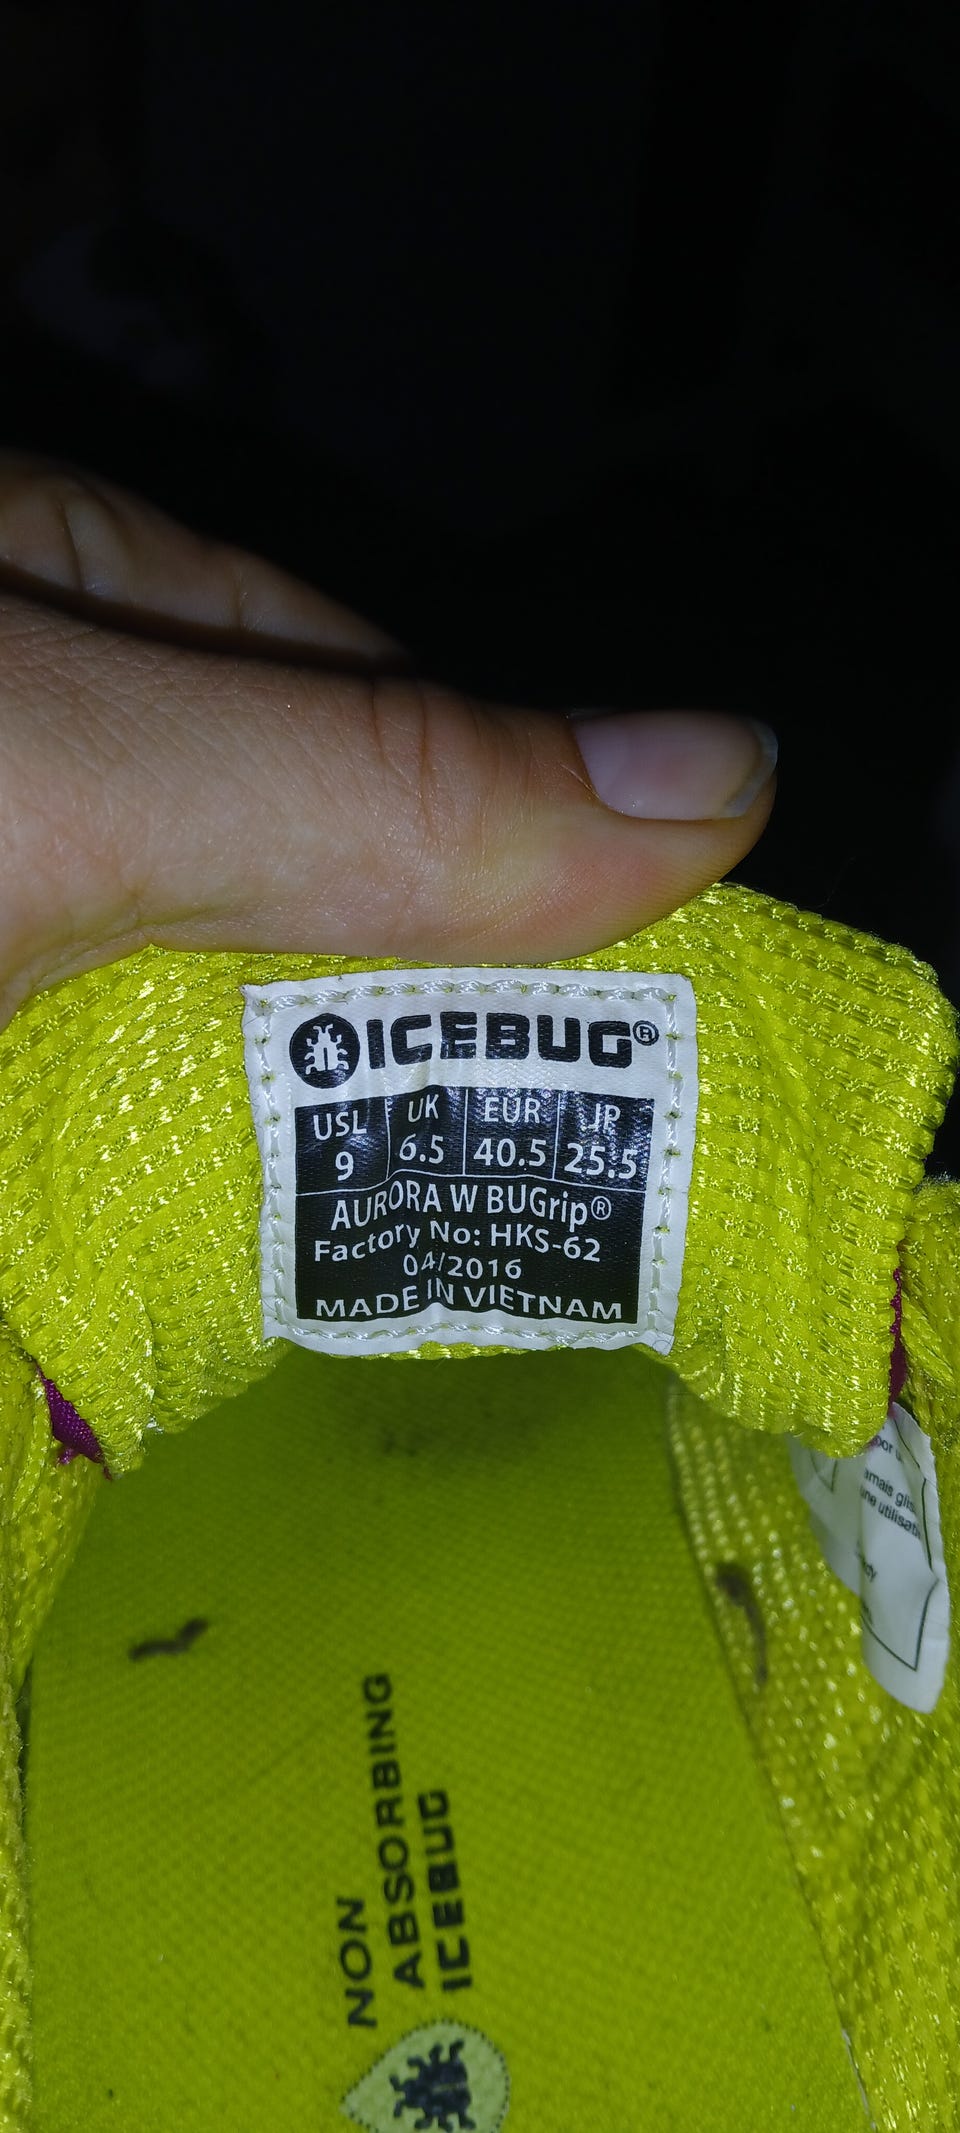 ICEBUG®
USL UK EUR JP
9 6.5 40.5 25.5
AURORA W BUGrip®
Factory No: HKS-62
04/2016
MADE IN VIETNAM
NON
ABSORBING
ICEBUG